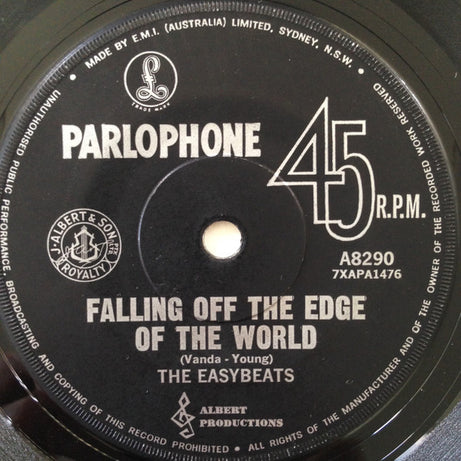 MADE BY E.M.I. (AUSTRALIA) LIMITED, SYDNEY, N.S.W. • ALL RIGHTS OF THE MANUFACTURER AND OF THE OWNER OF THE RECORDED WORK RESERVED
UNAUTHORISED PUBLIC PERFORMANCE, BROADCASTING AND COPYING OF THIS RECORD PROHIBITED •
£
TRADE MARK
PARLOPHONE
45 R.P.M.
J. ALBERT & SON PTY LTD
ROYALTY
A8290
7XAPA1476
FALLING OFF THE EDGE
OF THE WORLD
(Vanda - Young)
THE EASYBEATS
ALBERT
PRODUCTIONS